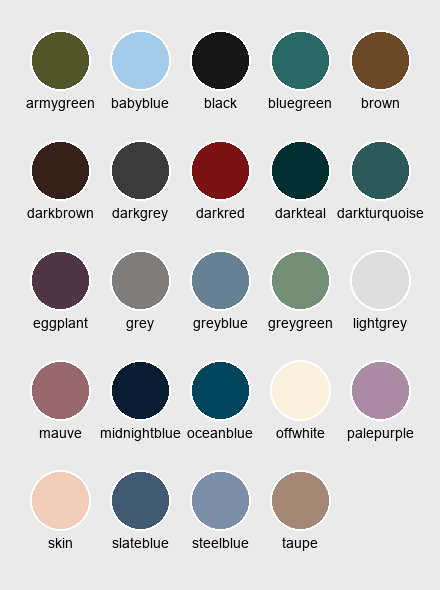 armygreen babyblue black bluegreen brown
darkbrown darkgrey darkred darkteal darkturquoise
eggplant grey greyblue greygreen lightgrey
mauve midnightblue oceanblue offwhite palepurple
skin slateblue steelblue taupe